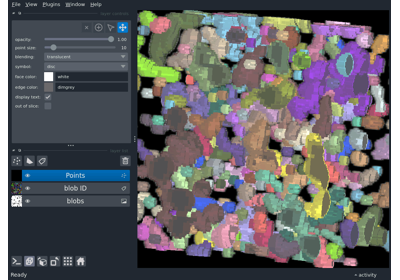 File View Plugins Window Help
opacity: 1.00
point size: 10
blending: translucent
symbol: disc
face color: white
edge color: dimgrey
display text:
out of slice:
Points
blob ID
blobs
Ready
activity